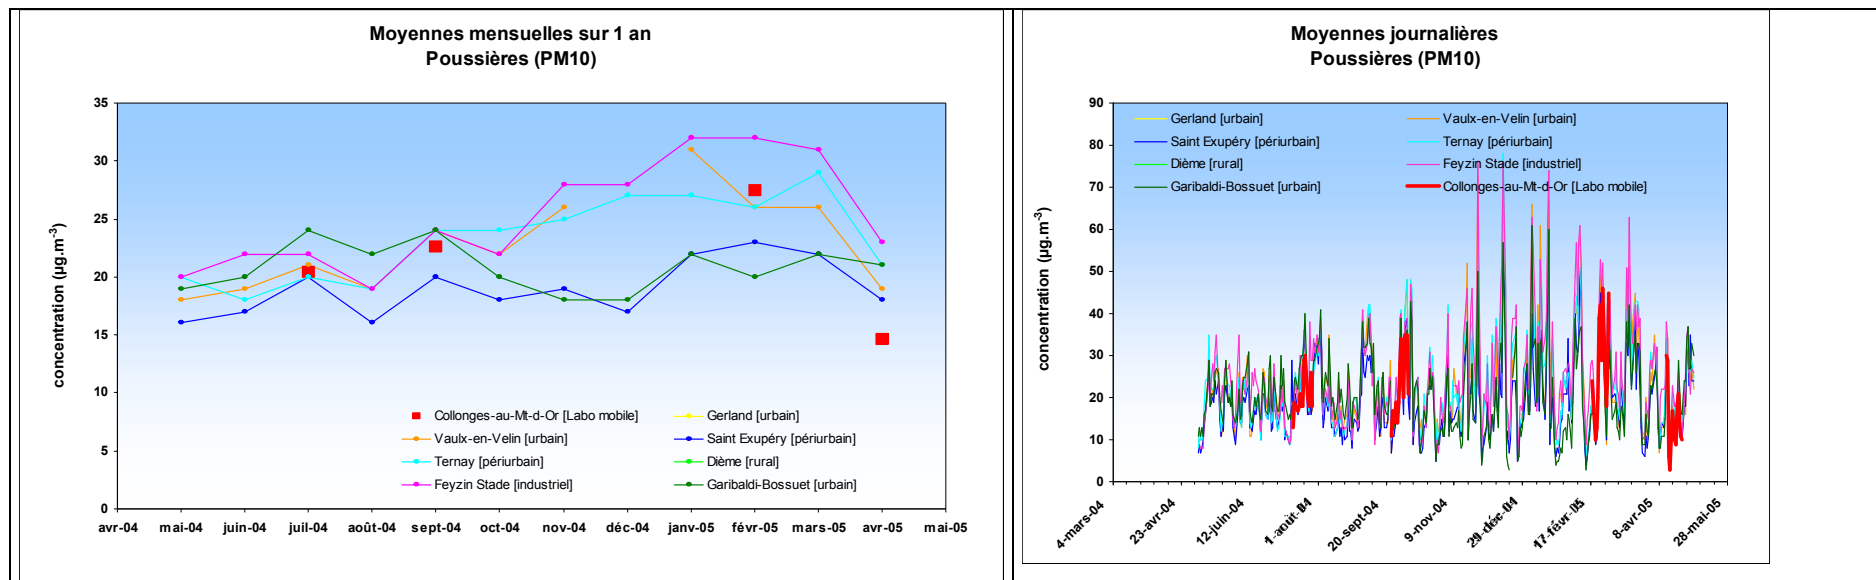 Moyennes mensuelles sur 1 an
Poussières (PM10)
concentration (µg.m-3)
35
30
25
20
15
10
5
0
Collonges-au-Mt-d-Or [Labo mobile]
Gerland [urbain]
Vaulx-en-Velin [urbain]
Saint Exupéry [périurbain]
Ternay [périurbain]
Dième [rural]
Feyzin Stade [industriel]
Garibaldi-Bossuet [urbain]
avr-04 mai-04 juin-04 juil-04 août-04 sept-04 oct-04 nov-04 déc-04 janv-05 févr-05 mars-05 avr-05 mai-05
Moyennes journalières
Poussières (PM10)
concentration (µg.m-3)
90
80
70
60
50
40
30
20
10
0
Gerland [urbain]
Vaulx-en-Velin [urbain]
Saint Exupéry [périurbain]
Ternay [périurbain]
Dième [rural]
Feyzin Stade [industriel]
Garibaldi-Bossuet [urbain]
Collonges-au-Mt-d-Or [Labo mobile]
4-mars-04
23-avr-04
12-juin-04
20-sept-04
9-nov-04
17-févr-05
8-avr-05
28-mai-05